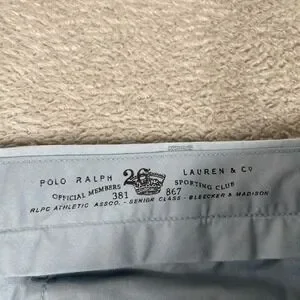 POLO RALPH 26 LAUREN & CO
OFFICIAL MEMBERS 381 867 SPORTING CLUB
RLPC ATHLETIC ASSOC. - SENIOR CLASS - BLEECKER & MADISON